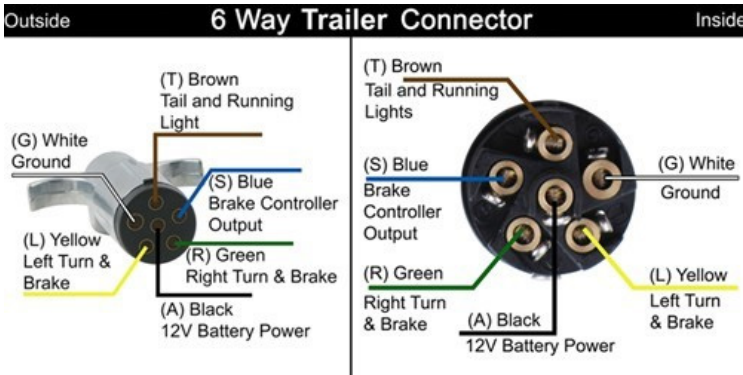 Outside
6 Way Trailer Connector
Inside
(T) Brown
Tail and Running
Light
(G) White
Ground
(S) Blue
Brake Controller
Output
(L) Yellow
Left Turn &
Brake
(R) Green
Right Turn & Brake
(A) Black
12V Battery Power
(T) Brown
Tail and Running
Lights
(S) Blue
Brake
Controller
Output
(G) White
Ground
(R) Green
Right Turn
& Brake
(L) Yellow
Left Turn
& Brake
(A) Black
12V Battery Power